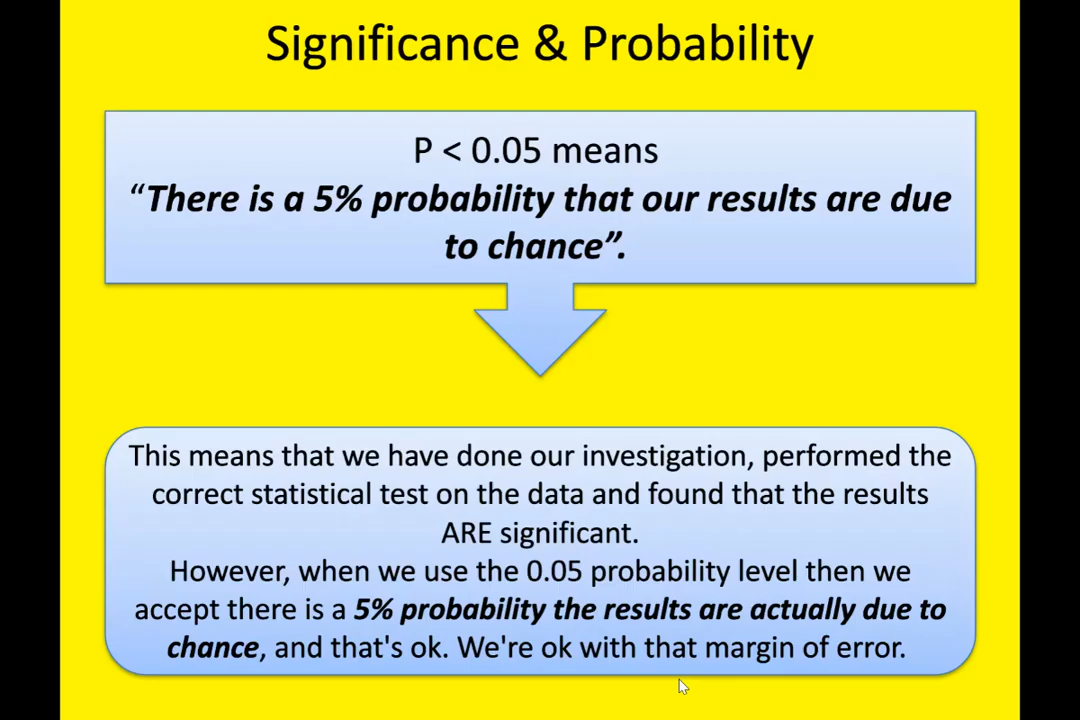 Significance & Probability
P < 0.05 means
“There is a 5% probability that our results are due
to chance”.
This means that we have done our investigation, performed the
correct statistical test on the data and found that the results
ARE significant.
However, when we use the 0.05 probability level then we
accept there is a 5% probability the results are actually due to
chance, and that's ok. We're ok with that margin of error.